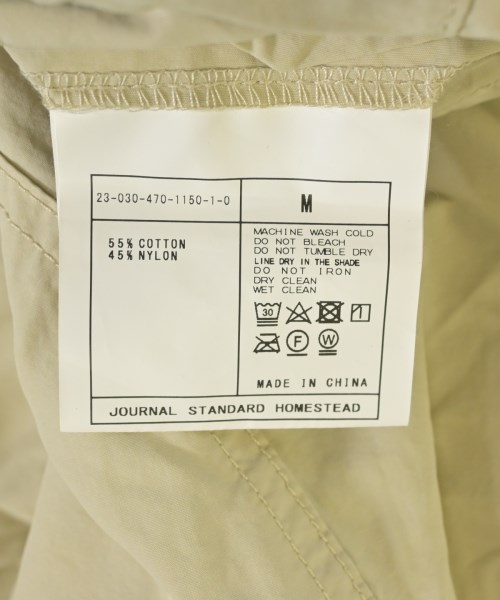 23-030-470-1150-1-0
M
55% COTTON
45% NYLON
MACHINE WASH COLD
DO NOT BLEACH
DO NOT TUMBLE DRY
LINE DRY IN THE SHADE
DO NOT IRON
DRY CLEAN
WET CLEAN
30
F W
MADE IN CHINA
JOURNAL STANDARD HOMESTEAD